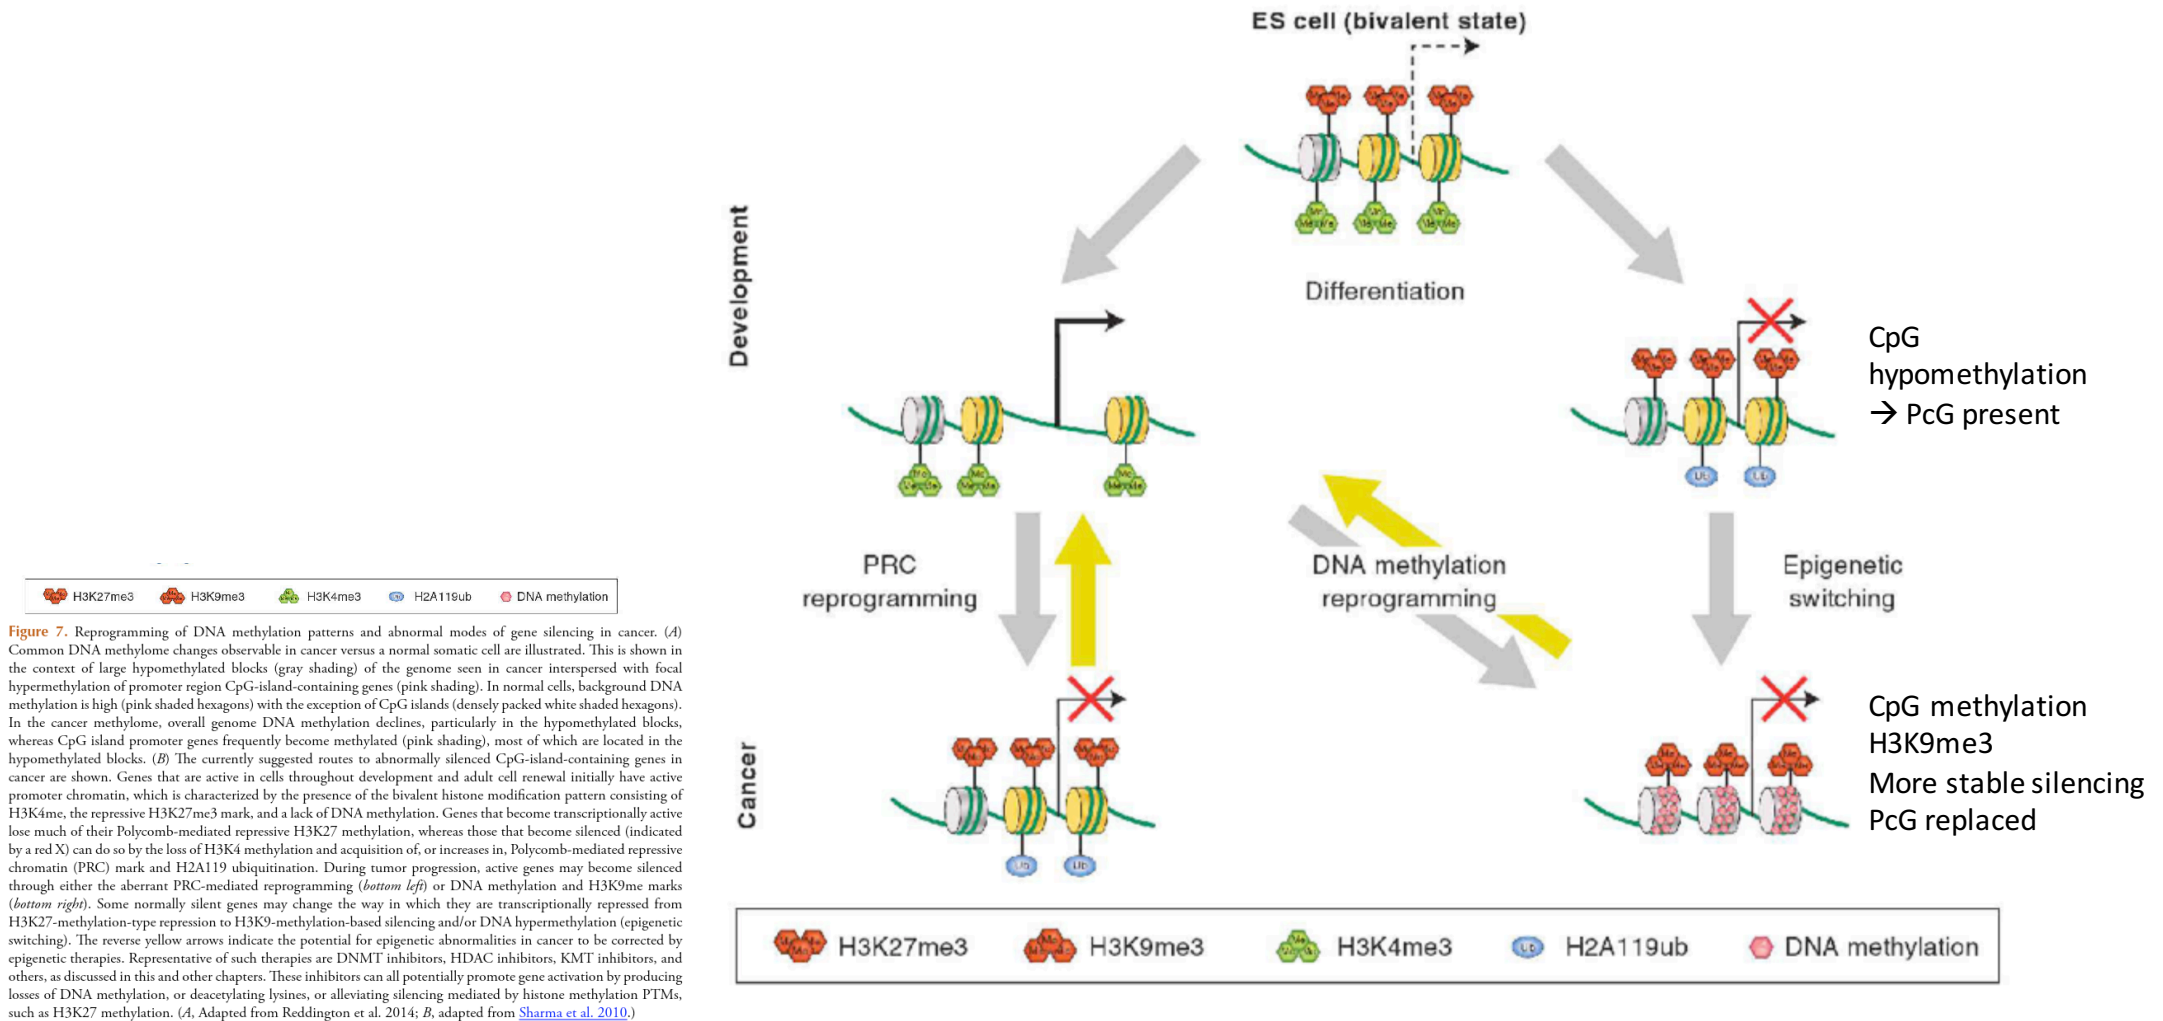 ES cell (bivalent state)
Development
Differentiation
CpG
hypomethylation
→ PcG present
PRC
reprogramming
DNA methylation
reprogramming
Epigenetic
switching
Cancer
CpG methylation
H3K9me3
More stable silencing
PcG replaced
Ub Ub
Ub Ub
H3K27me3 H3K9me3 H3K4me3 Ub H2A119ub DNA methylation
H3K27me3 H3K9me3 H3K4me3 H2A119ub DNA methylation
Figure 7. Reprogramming of DNA methylation patterns and abnormal modes of gene silencing in cancer. (A)
Common DNA methylome changes observable in cancer versus a normal somatic cell are illustrated. This is shown in
the context of large hypomethylated blocks (gray shading) of the genome seen in cancer interspersed with focal
hypermethylation of promoter region CpG-island-containing genes (pink shading). In normal cells, background DNA
methylation is high (pink shaded hexagons) with the exception of CpG islands (densely packed white shaded hexagons).
In the cancer methylome, overall genome DNA methylation declines, particularly in the hypomethylated blocks,
whereas CpG island promoter genes frequently become methylated (pink shading), most of which are located in the
hypomethylated blocks. (B) The currently suggested routes to abnormally silenced CpG-island-containing genes in
cancer are shown. Genes that are active in cells throughout development and adult cell renewal initially have active
promoter chromatin, which is characterized by the presence of the bivalent histone modification pattern consisting of
H3K4me, the repressive H3K27me3 mark, and a lack of DNA methylation. Genes that become transcriptionally active
lose much of their Polycomb-mediated repressive H3K27 methylation, whereas those that become silenced (indicated
by a red X) can do so by the loss of H3K4 methylation and acquisition of, or increases in, Polycomb-mediated repressive
chromatin (PRC) mark and H2A119 ubiquitination. During tumor progression, active genes may become silenced
through either the aberrant PRC-mediated reprogramming (bottom left) or DNA methylation and H3K9me marks
(bottom right). Some normally silent genes may change the way in which they are transcriptionally repressed from
H3K27-methylation-type repression to H3K9-methylation-based silencing and/or DNA hypermethylation (epigenetic
switching). The reverse yellow arrows indicate the potential for epigenetic abnormalities in cancer to be corrected by
epigenetic therapies. Representative of such therapies are DNMT inhibitors, HDAC inhibitors, KMT inhibitors, and
others, as discussed in this and other chapters. These inhibitors can all potentially promote gene activation by producing
losses of DNA methylation, or deacetylating lysines, or alleviating silencing mediated by histone methylation PTMs,
such as H3K27 methylation. (A, Adapted from Reddington et al. 2014; B, adapted from Sharma et al. 2010.)